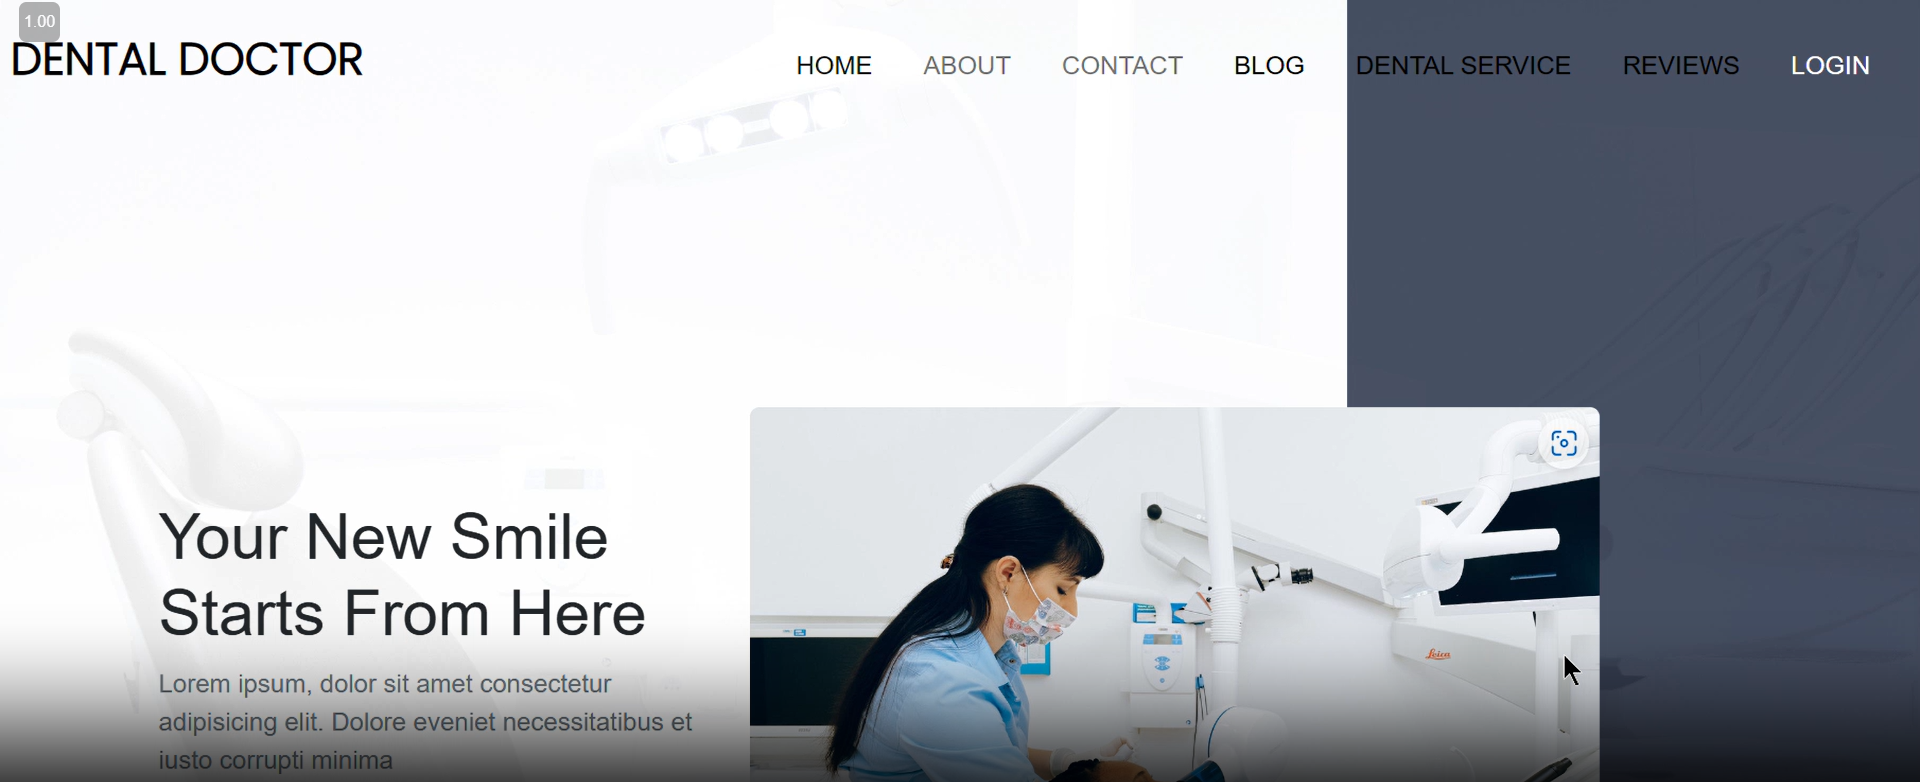 1.00
DENTAL DOCTOR
HOME ABOUT CONTACT BLOG DENTAL SERVICE REVIEWS LOGIN
Your New Smile
Starts From Here
Lorem ipsum, dolor sit amet consectetur
adipisicing elit. Dolore eveniet necessitatibus et
iusto corrupti minima
Leica